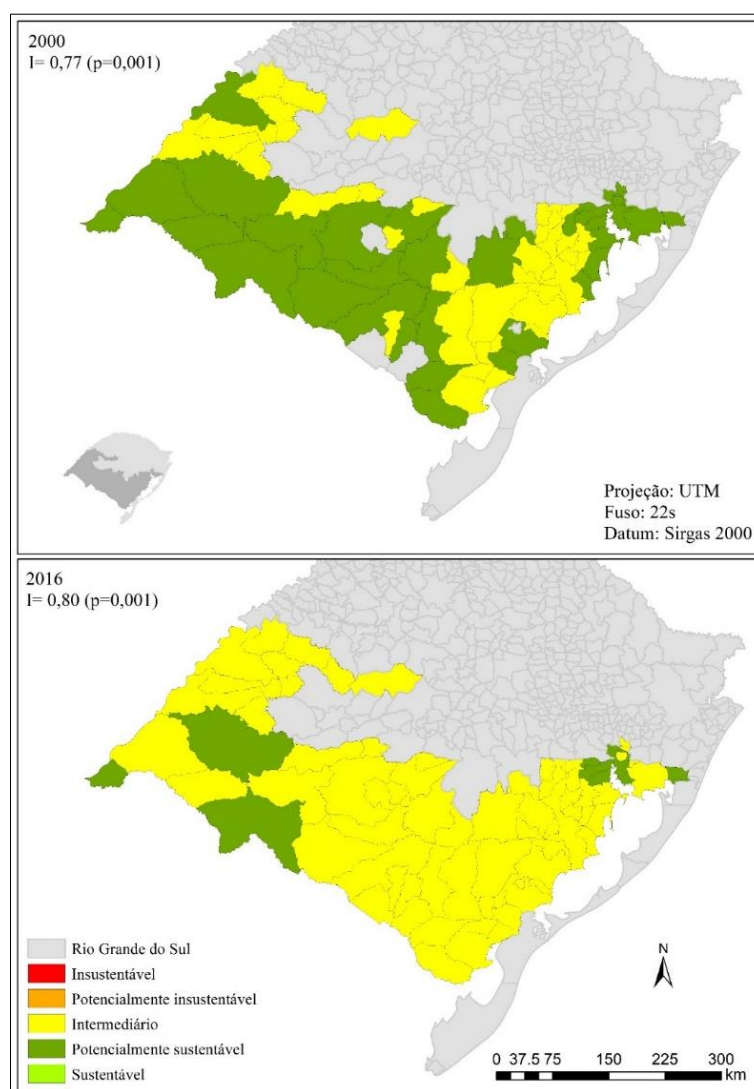 2000
I= 0,77 (p=0,001)
Projeção: UTM
Fuso: 22s
Datum: Sirgas 2000
2016
I= 0,80 (p=0,001)
Rio Grande do Sul
Insustentável
Potencialmente insustentável
Intermediário
Potencialmente sustentável
Sustentável
N
0 37.5 75 150 225 300
km